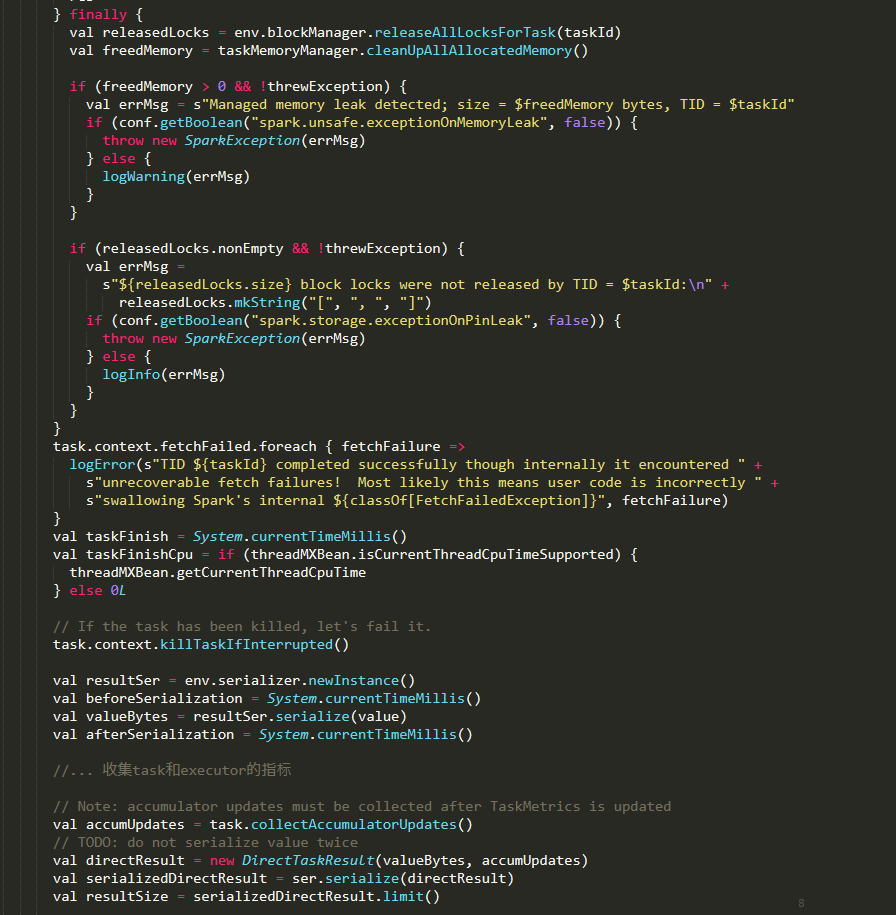 } finally {
  val releasedLocks = env.blockManager.releaseAllLocksForTask(taskId)
  val freedMemory = taskMemoryManager.cleanUpAllAllocatedMemory()

  if (freedMemory > 0 && !threwException) {
    val errMsg = s"Managed memory leak detected; size = $freedMemory bytes, TID = $taskId"
    if (conf.getBoolean("spark.unsafe.exceptionOnMemoryLeak", false)) {
      throw new SparkException(errMsg)
    } else {
      logWarning(errMsg)
    }
  }

  if (releasedLocks.nonEmpty && !threwException) {
    val errMsg =
      s"${releasedLocks.size} block locks were not released by TID = $taskId:\n" +
        releasedLocks.mkString("[", ", ", "]")
    if (conf.getBoolean("spark.storage.exceptionOnPinLeak", false)) {
      throw new SparkException(errMsg)
    } else {
      logInfo(errMsg)
    }
  }
}
task.context.fetchFailed.foreach { fetchFailure =>
  logError(s"TID ${taskId} completed successfully though internally it encountered " +
    s"unrecoverable fetch failures!  Most likely this means user code is incorrectly " +
    s"swallowing Spark's internal ${classOf[FetchFailedException]}", fetchFailure)
}
val taskFinish = System.currentTimeMillis()
val taskFinishCpu = if (threadMXBean.isCurrentThreadCpuTimeSupported) {
  threadMXBean.getCurrentThreadCpuTime
} else 0L

// If the task has been killed, let's fail it.
task.context.killTaskIfInterrupted()

val resultSer = env.serializer.newInstance()
val beforeSerialization = System.currentTimeMillis()
val valueBytes = resultSer.serialize(value)
val afterSerialization = System.currentTimeMillis()

//... 收集task和executor的指标

// Note: accumulator updates must be collected after TaskMetrics is updated
val accumUpdates = task.collectAccumulatorUpdates()
// TODO: do not serialize value twice
val directResult = new DirectTaskResult(valueBytes, accumUpdates)
val serializedDirectResult = ser.serialize(directResult)
val resultSize = serializedDirectResult.limit()
8